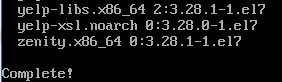 yelp-libs.x86_64 2:3.28.1-1.el7
yelp-xsl.noarch 0:3.28.0-1.el7
zenity.x86_64 0:3.28.1-1.el7
Complete!